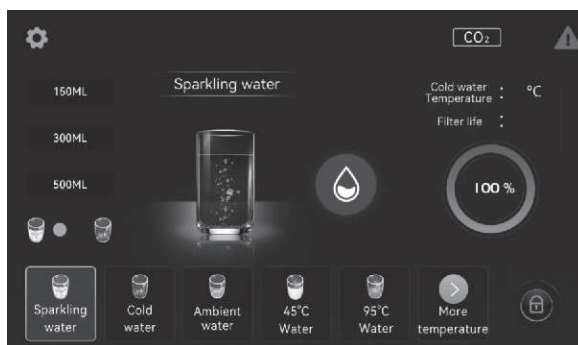 CO₂
150ML
Sparkling water
Cold water
Temperature : °C
300ML
Filter life :
500ML
100 %
Sparkling
water
Cold
water
Ambient
water
45°C
Water
95°C
Water
More
temperature